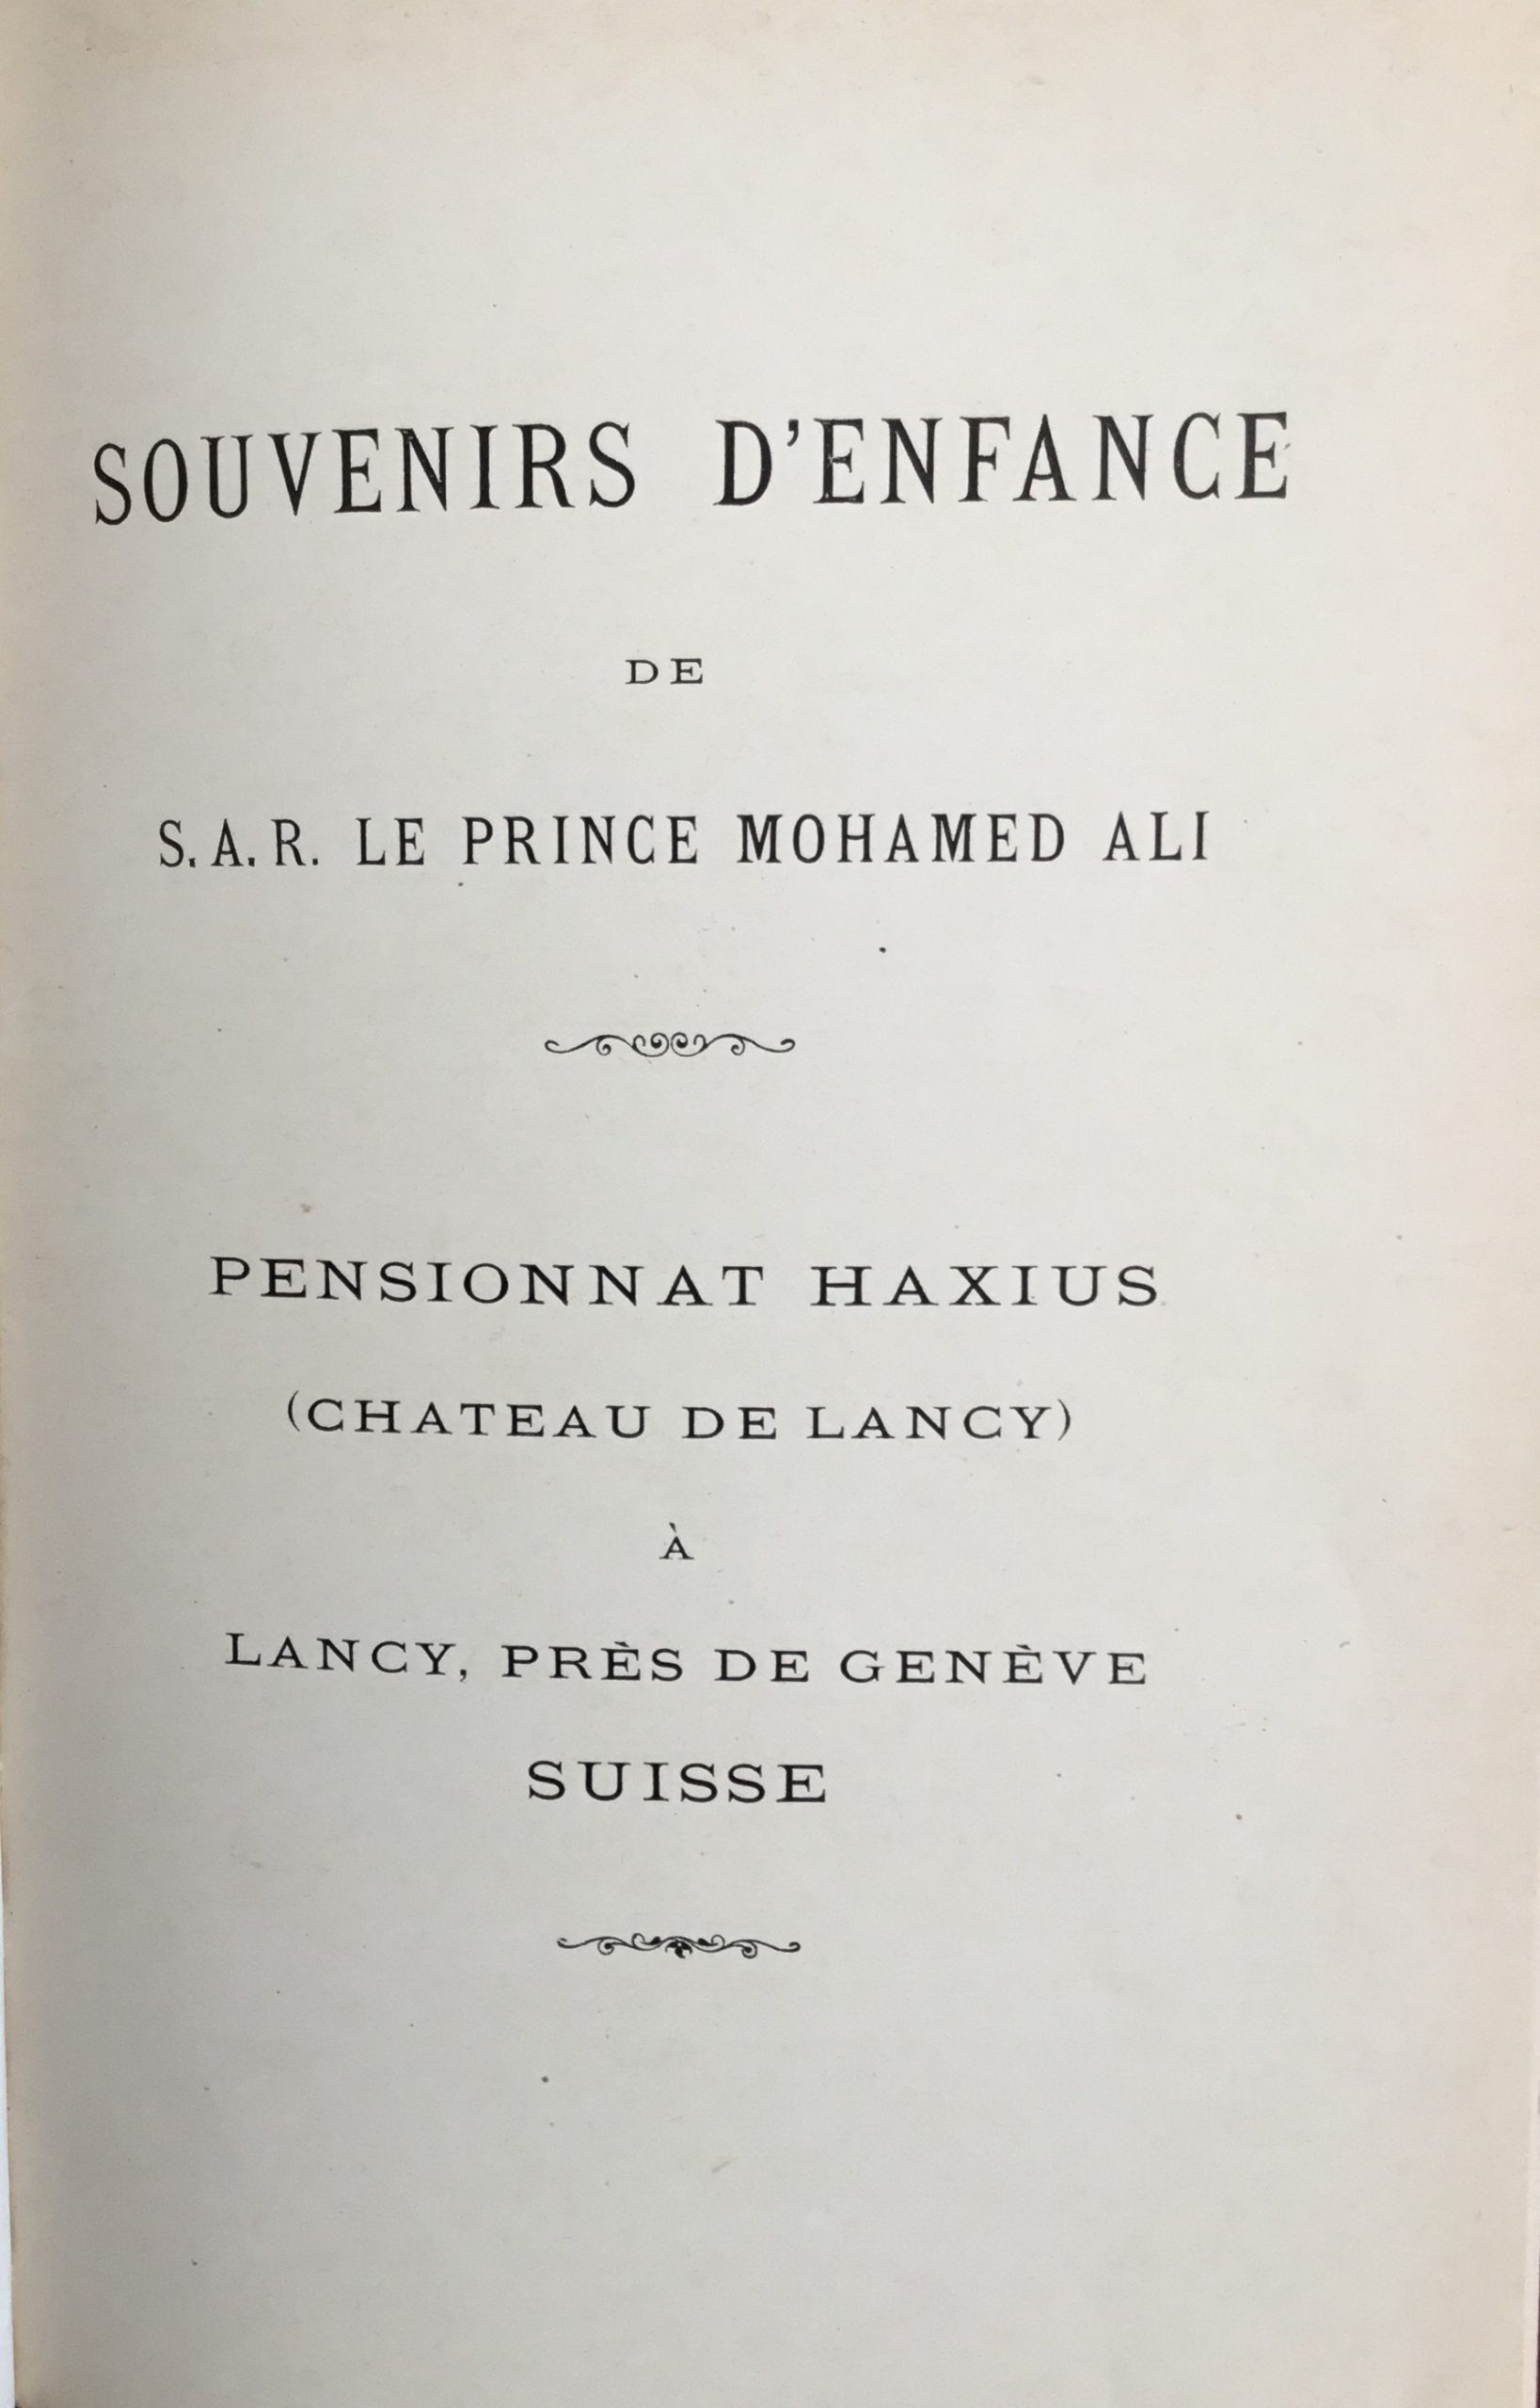 SOUVENIRS D'ENFANCE
DE
S.A.R. LE PRINCE MOHAMED ALI
PENSIONNAT HAXIUS
(CHATEAU DE LANCY)
À
LANCY, PRÈS DE GENÈVE
SUISSE